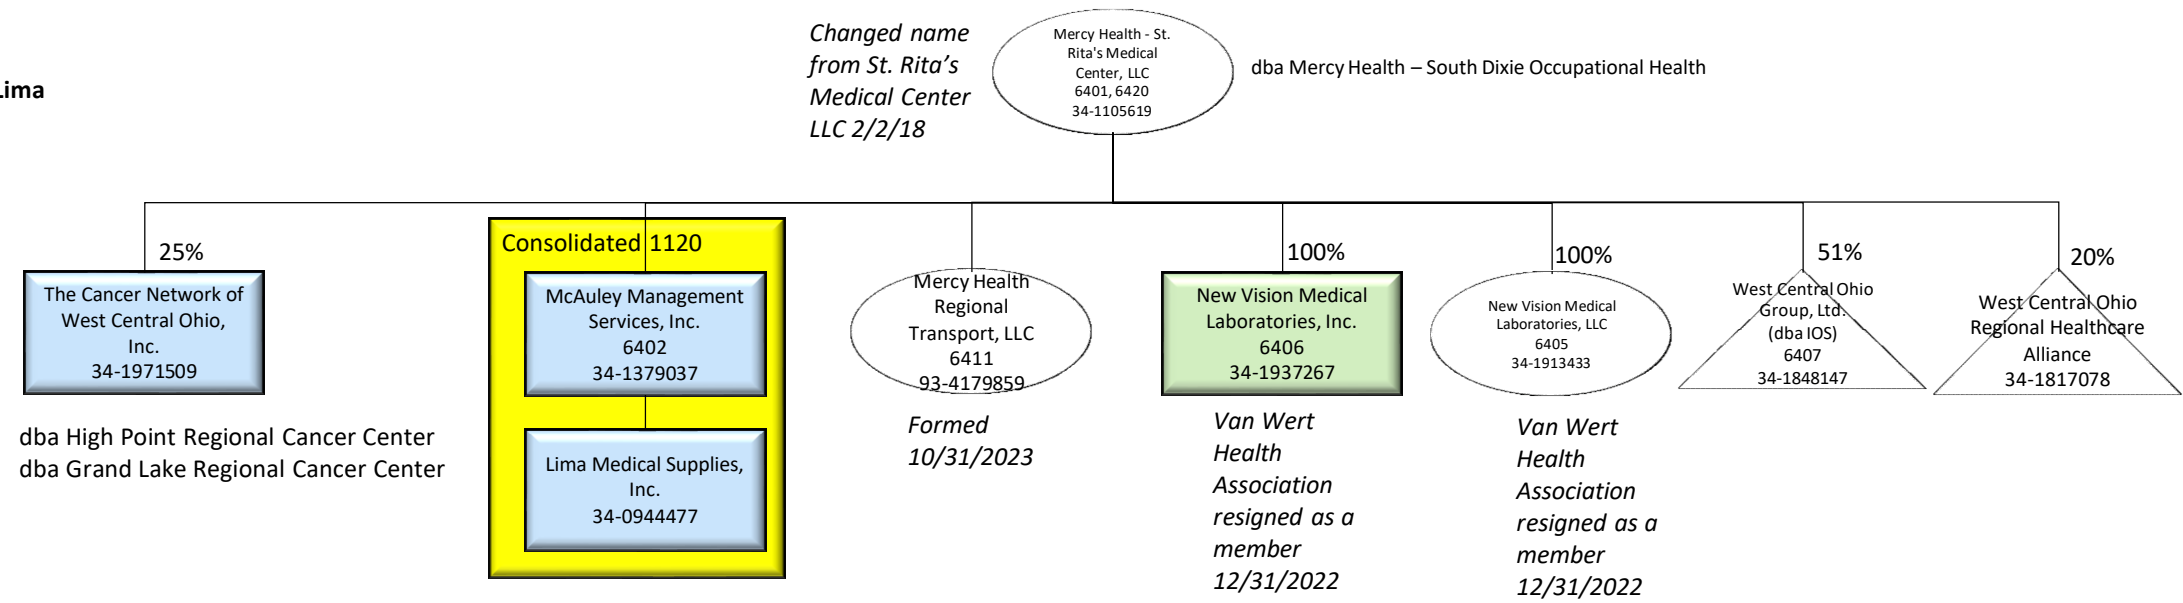 Changed name
from St. Rita’s
Medical Center
LLC 2/2/18
Mercy Health - St.
Rita's Medical
Center, LLC
6401, 6420
34-1105619
dba Mercy Health – South Dixie Occupational Health
Lima
25%
The Cancer Network of
West Central Ohio,
Inc.
34-1971509
dba High Point Regional Cancer Center
dba Grand Lake Regional Cancer Center
Consolidated 1120
McAuley Management
Services, Inc.
6402
34-1379037
Lima Medical Supplies,
Inc.
34-0944477
Mercy Health
Regional
Transport, LLC
6411
93-4179859
Formed
10/31/2023
100%
New Vision Medical
Laboratories, Inc.
6406
34-1937267
Van Wert
Health
Association
resigned as a
member
12/31/2022
100%
New Vision Medical
Laboratories, LLC
6405
34-1913433
Van Wert
Health
Association
resigned as a
member
12/31/2022
51%
West Central Ohio
Group, Ltd.
(dba IOS)
6407
34-1848147
20%
West Central Ohio
Regional Healthcare
Alliance
34-1817078